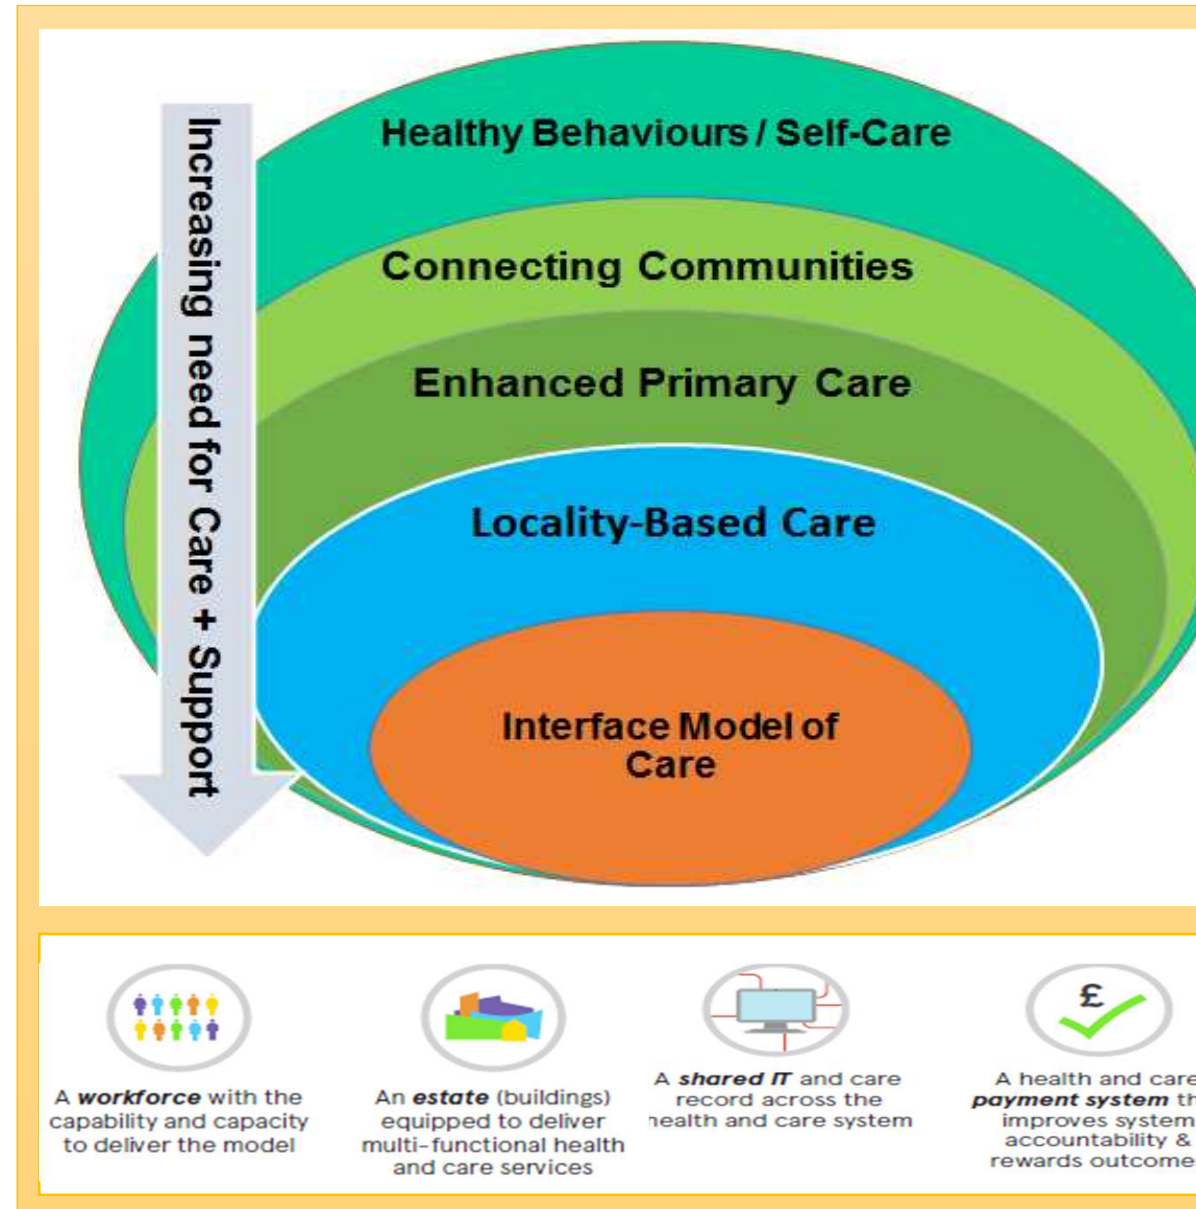 Increasing need for Care + Support
Healthy Behaviours / Self-Care
Connecting Communities
Enhanced Primary Care
Locality-Based Care
Interface Model of
Care
A workforce with the
capability and capacity
to deliver the model
An estate (buildings)
equipped to deliver
multi-functional health
and care services
A shared IT and care
record across the
health and care system
£
A health and care
payment system th
improves system
accountability &
rewards outcome